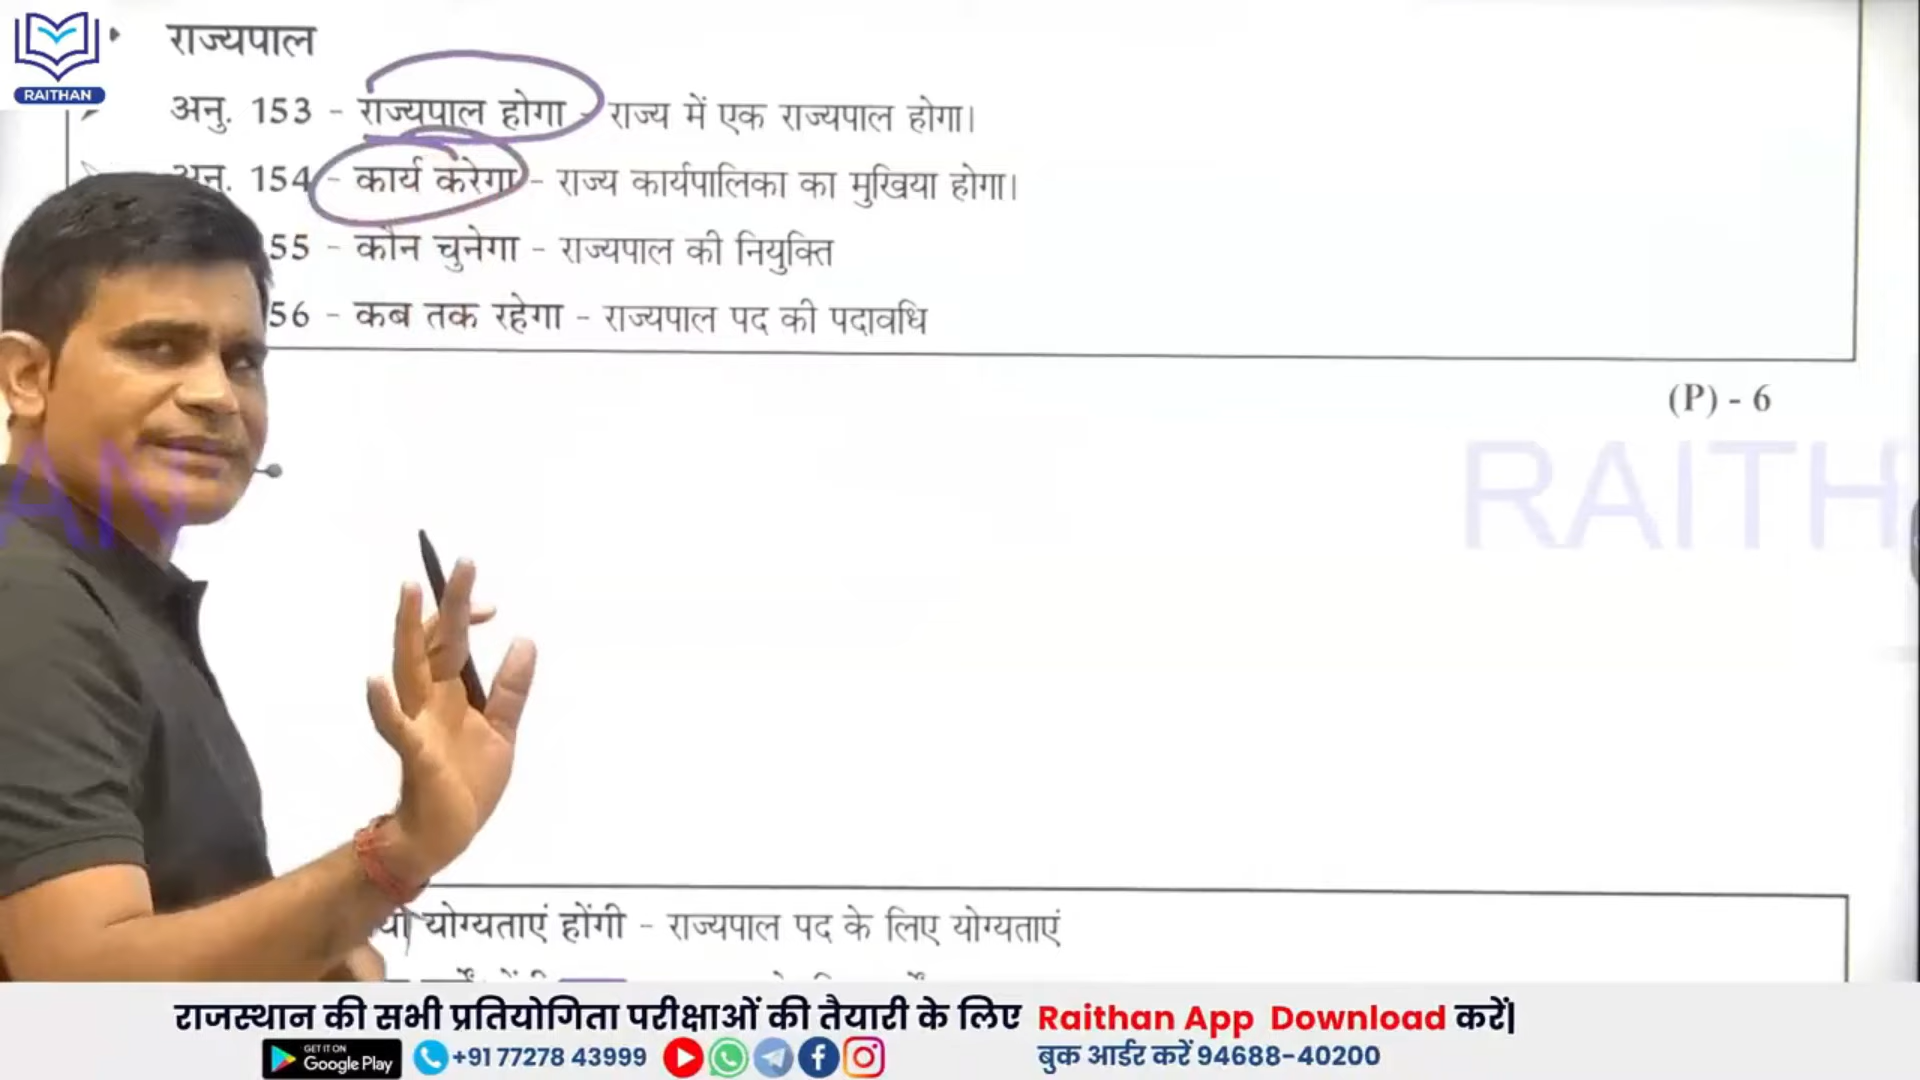 RAITHAN
राज्यपाल
अनु. 153 - राज्यपाल होगा - राज्य में एक राज्यपाल होगा।
अनु. 154 - कार्य करेगा - राज्य कार्यपालिका का मुखिया होगा।
55 - कौन चुनेगा - राज्यपाल की नियुक्ति
56 - कब तक रहेगा - राज्यपाल पद की पदावधि
(P) - 6
AN RAITH
योग्यताएं होंगी - राज्यपाल पद के लिए योग्यताएं
राजस्थान की सभी प्रतियोगिता परीक्षाओं की तैयारी के लिए Raithan App Download करें|
GET IT ON Google Play +91 77278 43999 बुक आर्डर करें 94688-40200